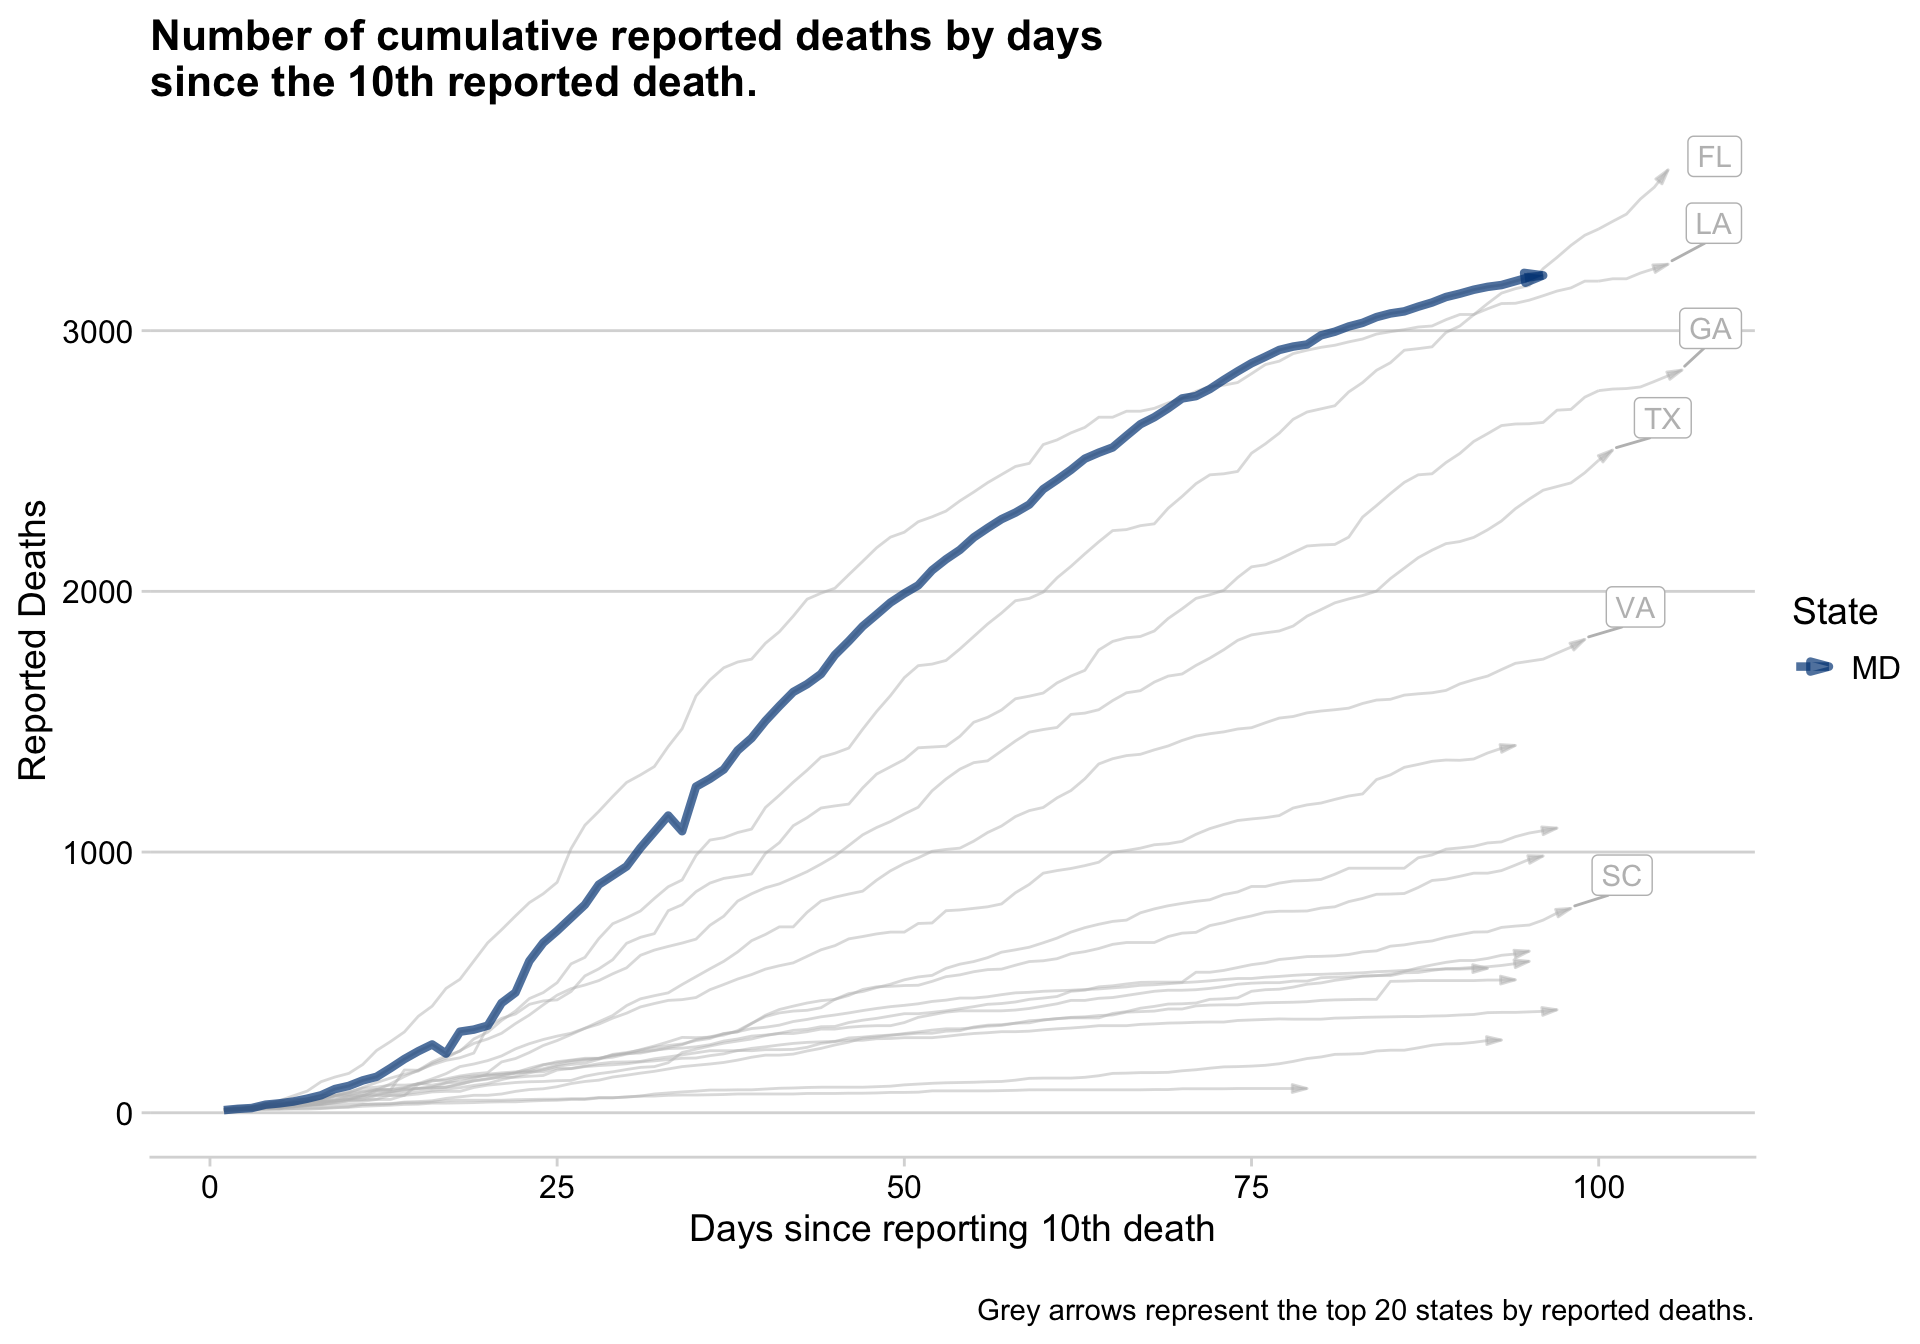 Number of cumulative reported deaths by days
since the 10th reported death.
FL
LA
GA
TX
VA
SC
Reported Deaths
3000
2000
1000
0
0
25
50
75
100
Days since reporting 10th death
State
MD
Grey arrows represent the top 20 states by reported deaths.